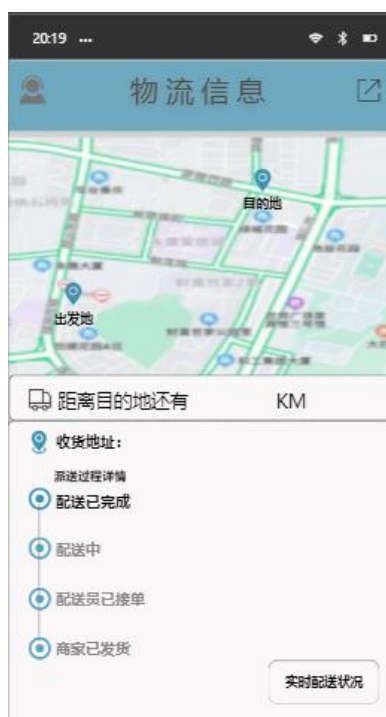 20:19 ...
物流信息
目的地
出发地
距离目的地还有 KM
收货地址：
派送过程详情
配送已完成
配送中
配送员已接单
商家已发货
实时配送状况